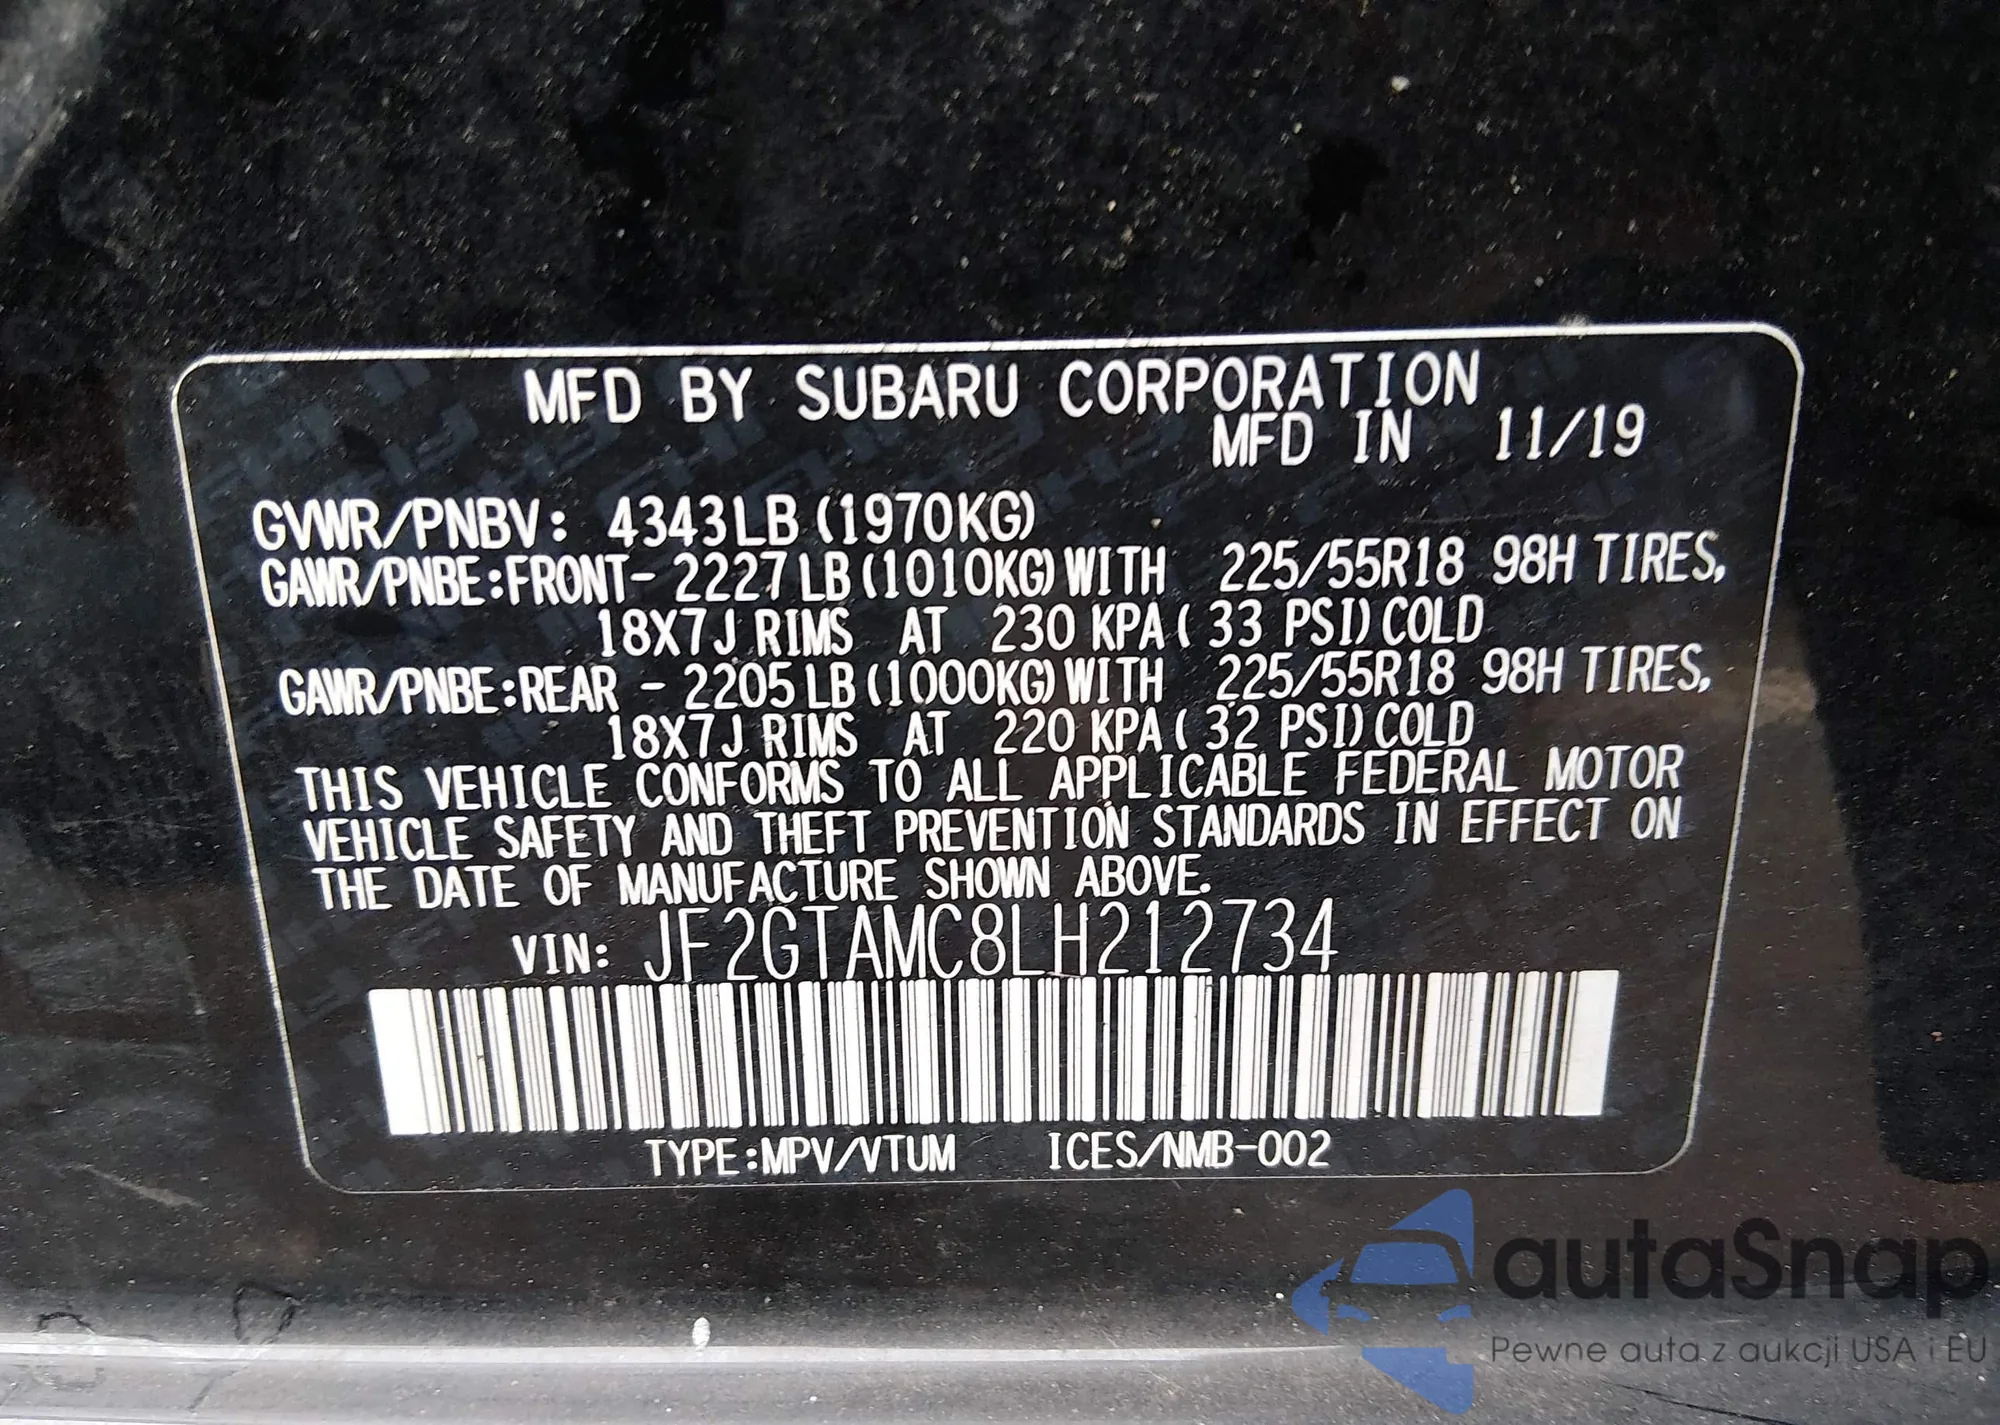 MFD BY SUBARU CORPORATION
MFD IN 11/19
GVWR/PNBV: 4343LB (1970KG)
GAWR/PNBE:FRONT- 2227LB (1010KG) WITH 225/55R18 98H TIRES,
18X7J RIMS AT 230 KPA ( 33 PSI) COLD
GAWR/PNBE:REAR - 2205LB (1000KG) WITH 225/55R18 98H TIRES,
18X7J RIMS AT 220 KPA ( 32 PSI) COLD
THIS VEHICLE CONFORMS TO ALL APPLICABLE FEDERAL MOTOR
VEHICLE SAFETY AND THEFT PREVENTION STANDARDS IN EFFECT ON
THE DATE OF MANUFACTURE SHOWN ABOVE.
VIN: JF2GTAMC8LH212734
TYPE:MPV/VTUM ICES/NMB-002
autaSnap
Pewne auta z aukcji USA i EU